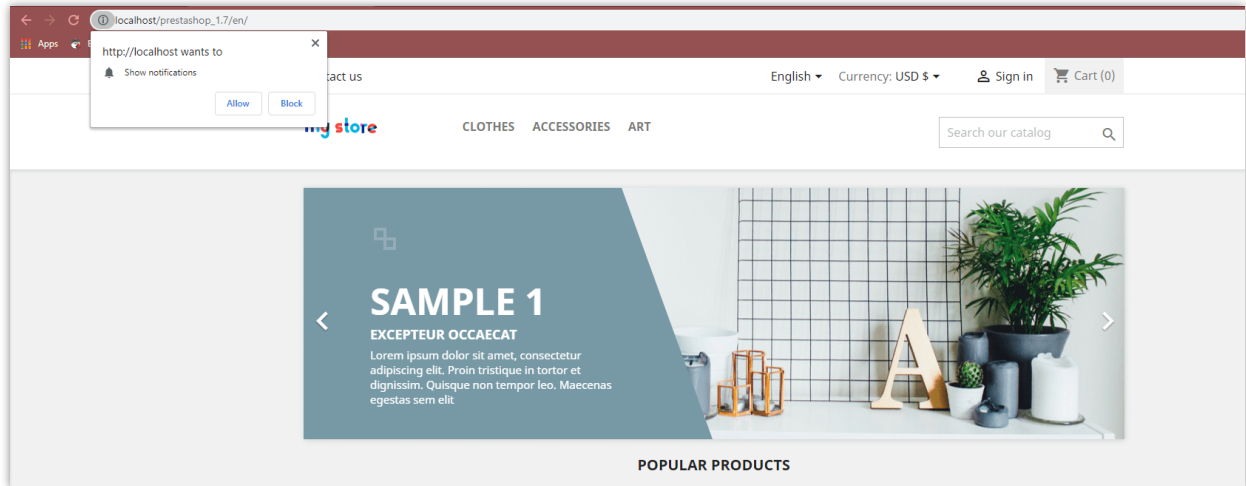 localhost/prestashop_1.7/en/
Apps
http://localhost wants to
Show notifications
Allow Block
act us
English Currency: USD $ Sign in Cart (0)
my store CLOTHES ACCESSORIES ART Search our catalog
SAMPLE 1
EXCEPTEUR OCCAECAT
Lorem ipsum dolor sit amet, consectetur
adipiscing elit. Proin tristique in tortor et
dignissim. Quisque non tempor leo. Maecenas
egestas sem elit
A
POPULAR PRODUCTS